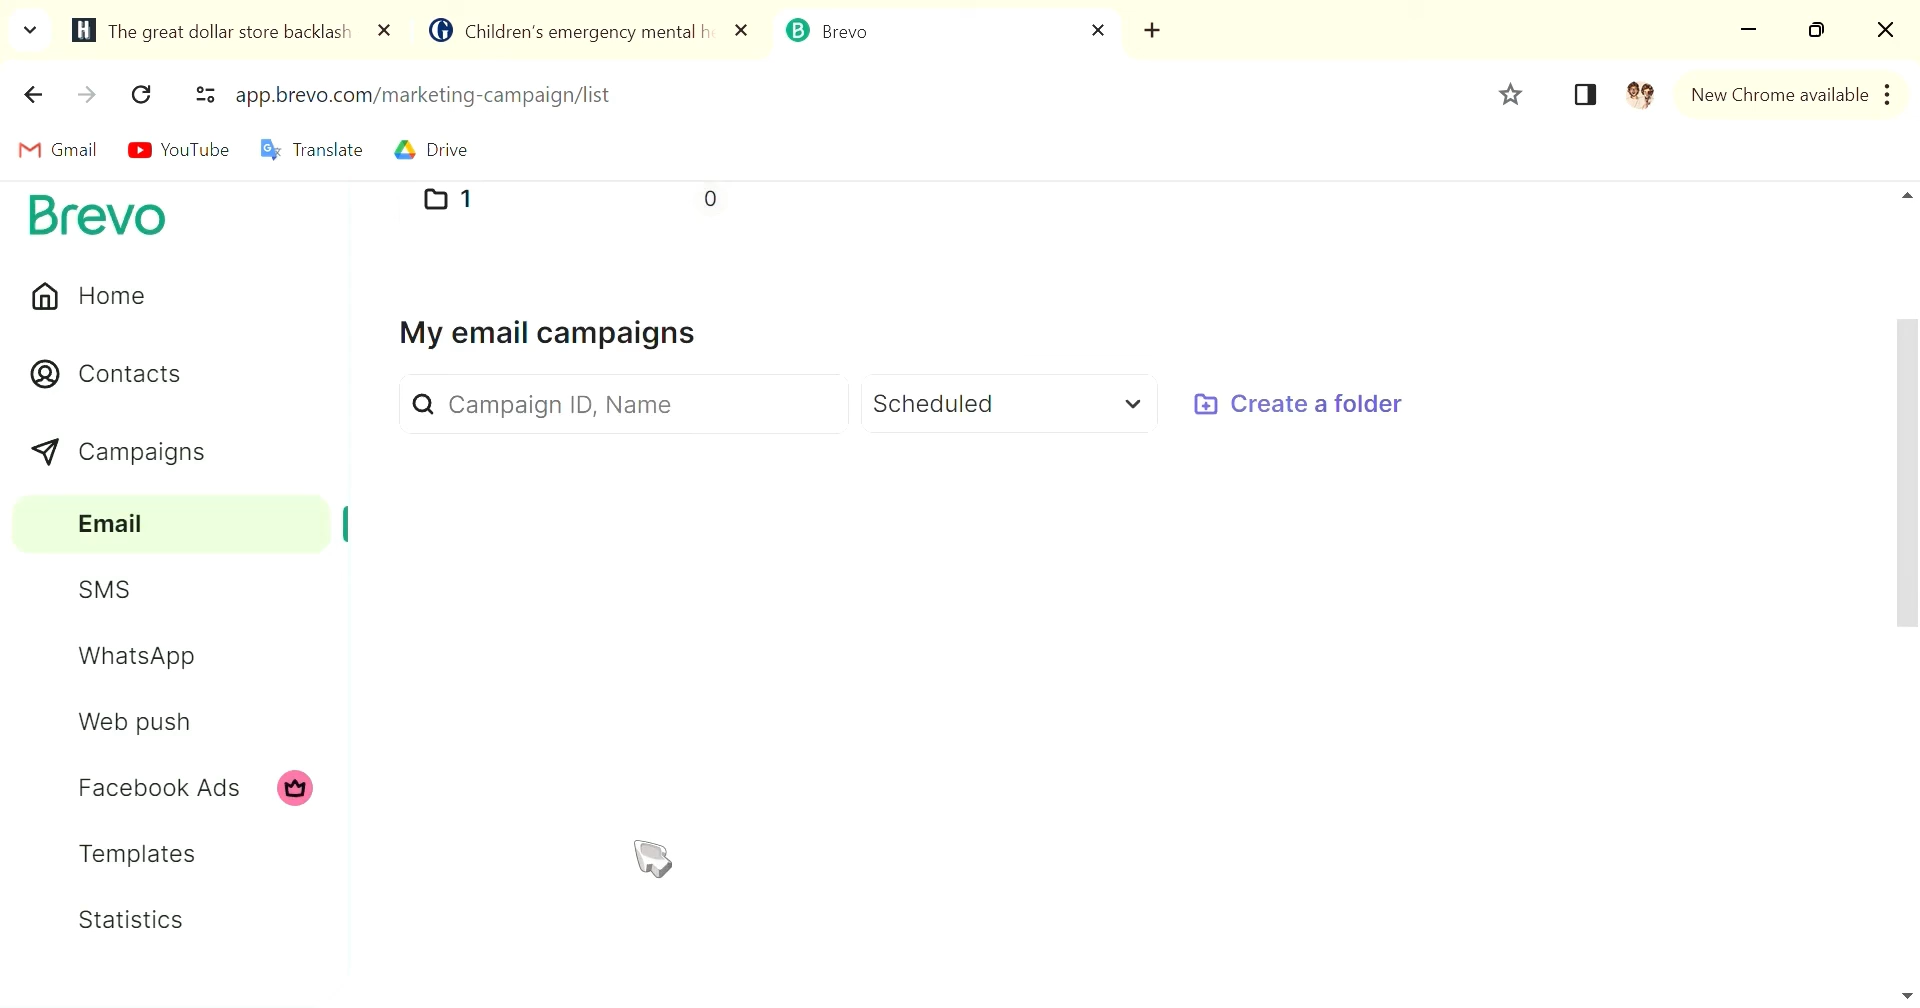 The great dollar store backlash
Children's emergency mental h
Brevo
app.brevo.com/marketing-campaign/list
New Chrome available
Gmail
YouTube
Translate
Drive
Brevo
1
0
Home
Contacts
Campaigns
Email
SMS
WhatsApp
Web push
Facebook Ads
Templates
Statistics
My email campaigns
Campaign ID, Name
Scheduled
Create a folder